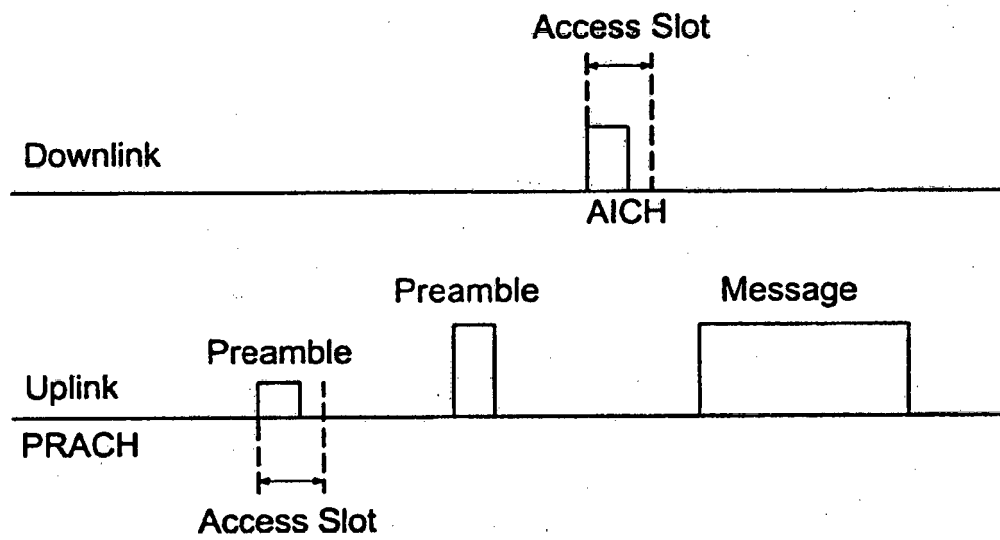 Access Slot
Downlink
AICH
Preamble
Message
Preamble
Uplink
PRACH
Access Slot